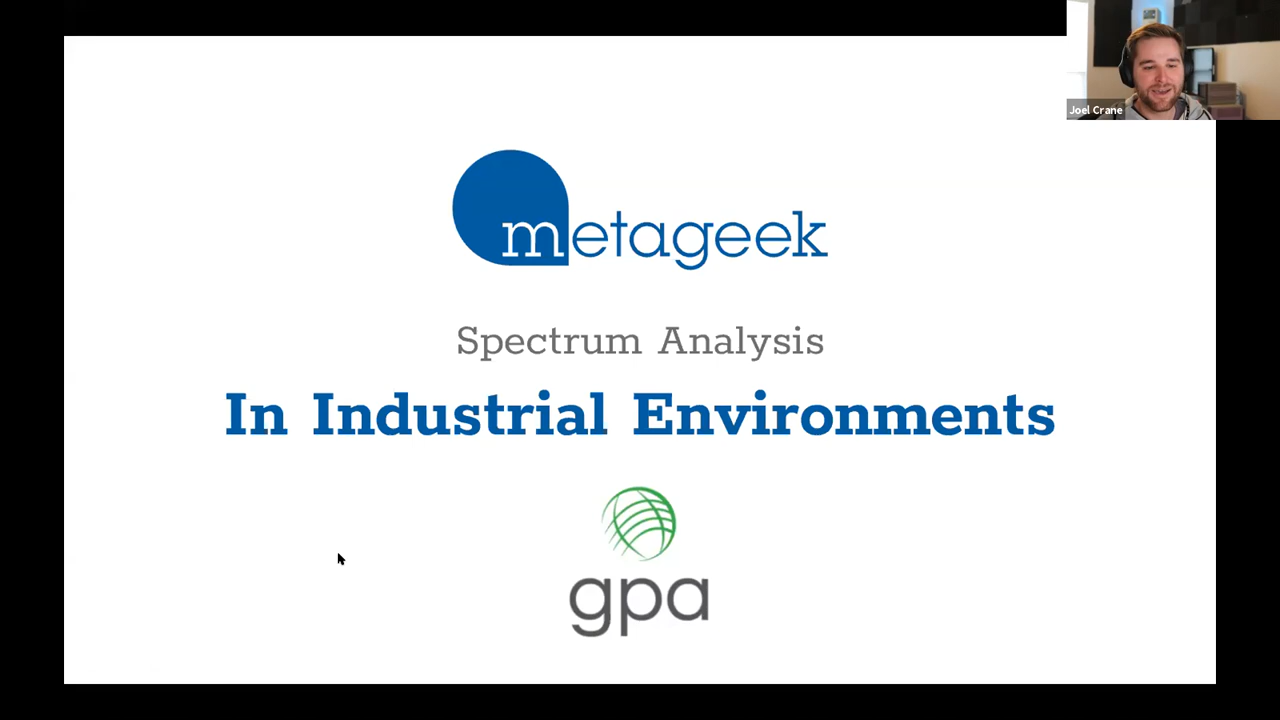 Joel Crane
metageek
Spectrum Analysis
In Industrial Environments
gpa